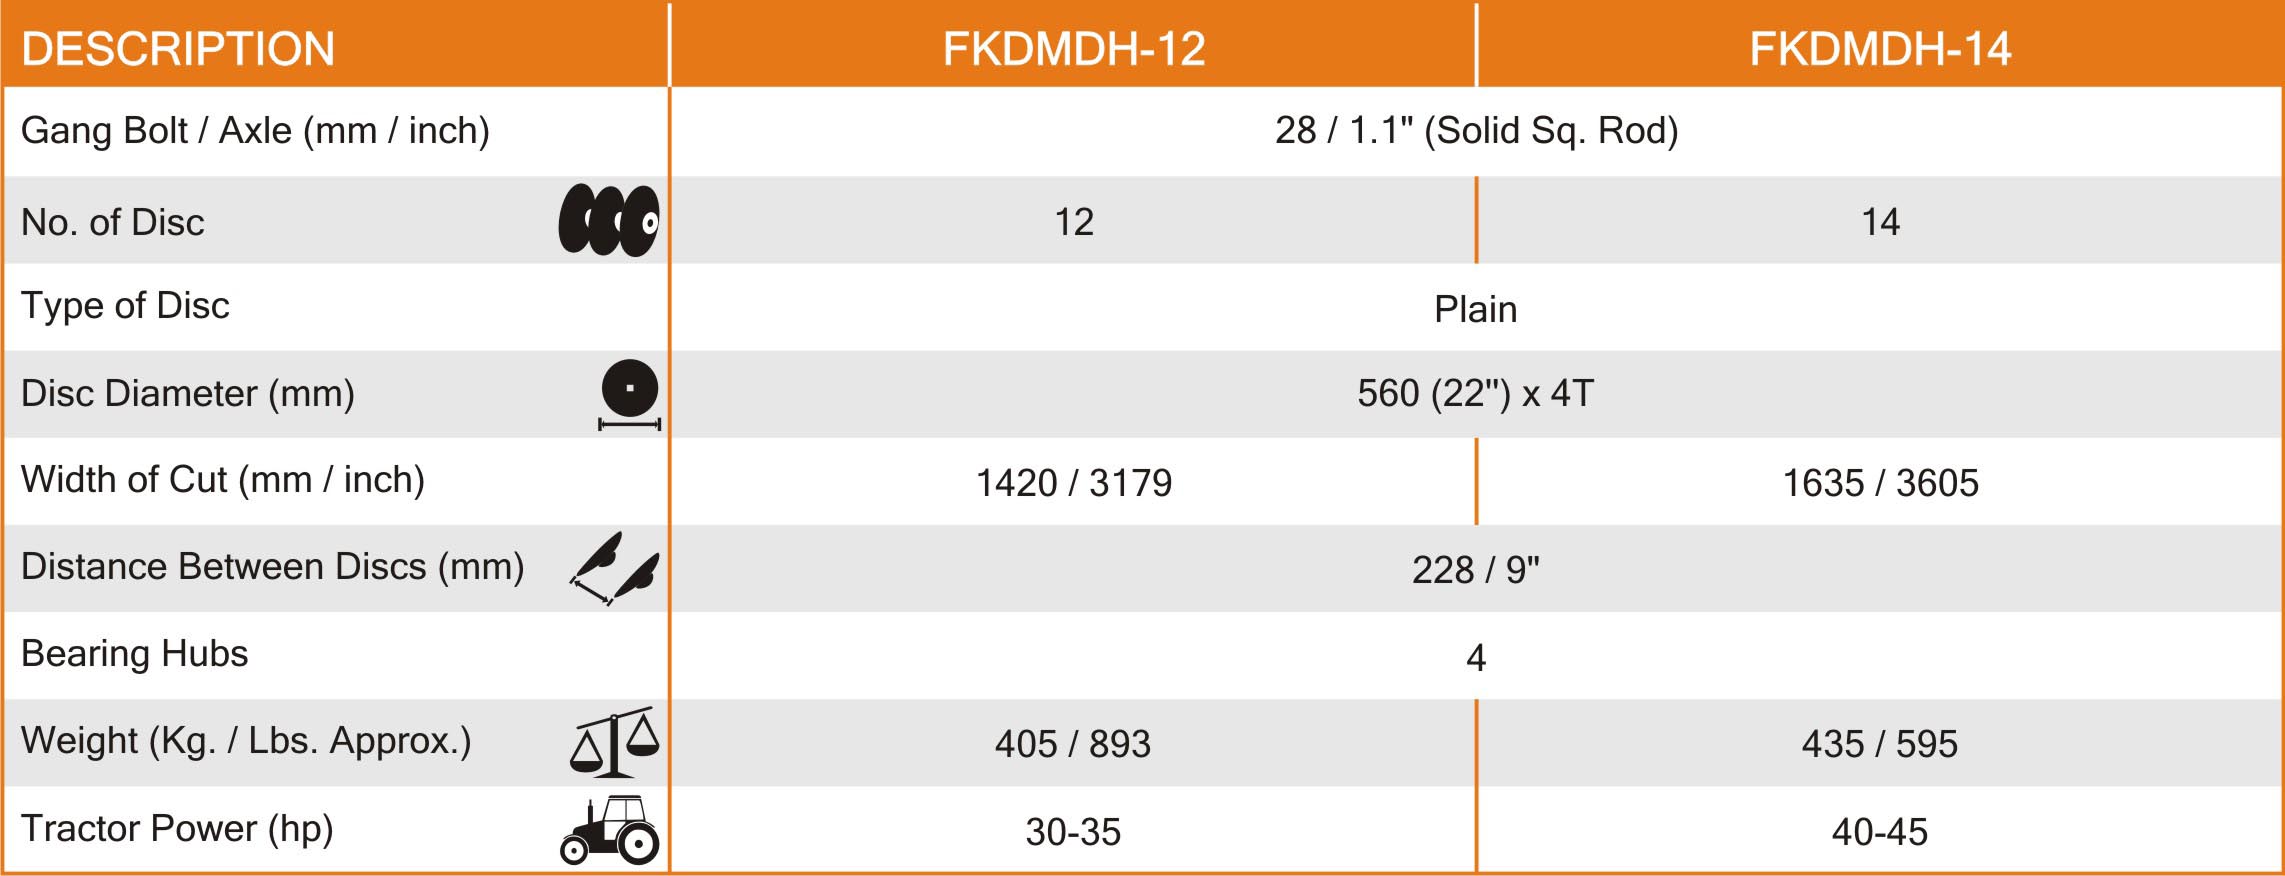 DESCRIPTION FKDMDH-12 FKDMDH-14
Gang Bolt / Axle (mm / inch) 28 / 1.1" (Solid Sq. Rod)
No. of Disc 12 14
Type of Disc Plain
Disc Diameter (mm) 560 (22") x 4T
Width of Cut (mm / inch) 1420 / 3179 1635 / 3605
Distance Between Discs (mm) 228 / 9"
Bearing Hubs 4
Weight (Kg. / Lbs. Approx.) 405 / 893 435 / 595
Tractor Power (hp) 30-35 40-45